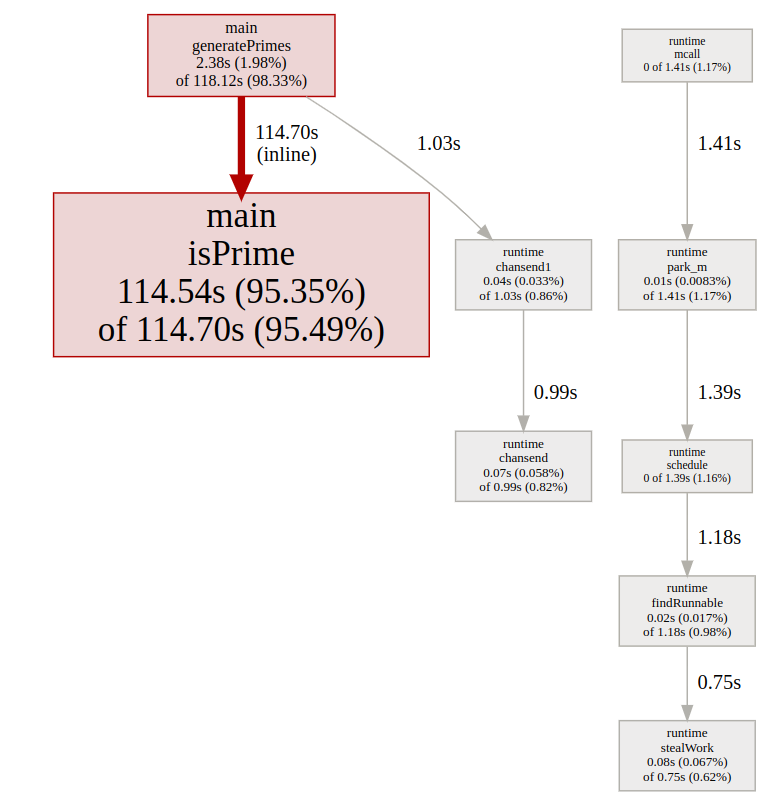 main
generatePrimes
2.38s (1.98%)
of 118.12s (98.33%)
runtime
mcall
0 of 1.41s (1.17%)
114.70s
(inline)
1.03s
1.41s
main
isPrime
114.54s (95.35%)
of 114.70s (95.49%)
runtime
chansend1
0.04s (0.033%)
of 1.03s (0.86%)
runtime
park_m
0.01s (0.0083%)
of 1.41s (1.17%)
0.99s
1.39s
runtime
chansend
0.07s (0.058%)
of 0.99s (0.82%)
runtime
schedule
0 of 1.39s (1.16%)
1.18s
runtime
findRunnable
0.02s (0.017%)
of 1.18s (0.98%)
0.75s
runtime
stealWork
0.08s (0.067%)
of 0.75s (0.62%)